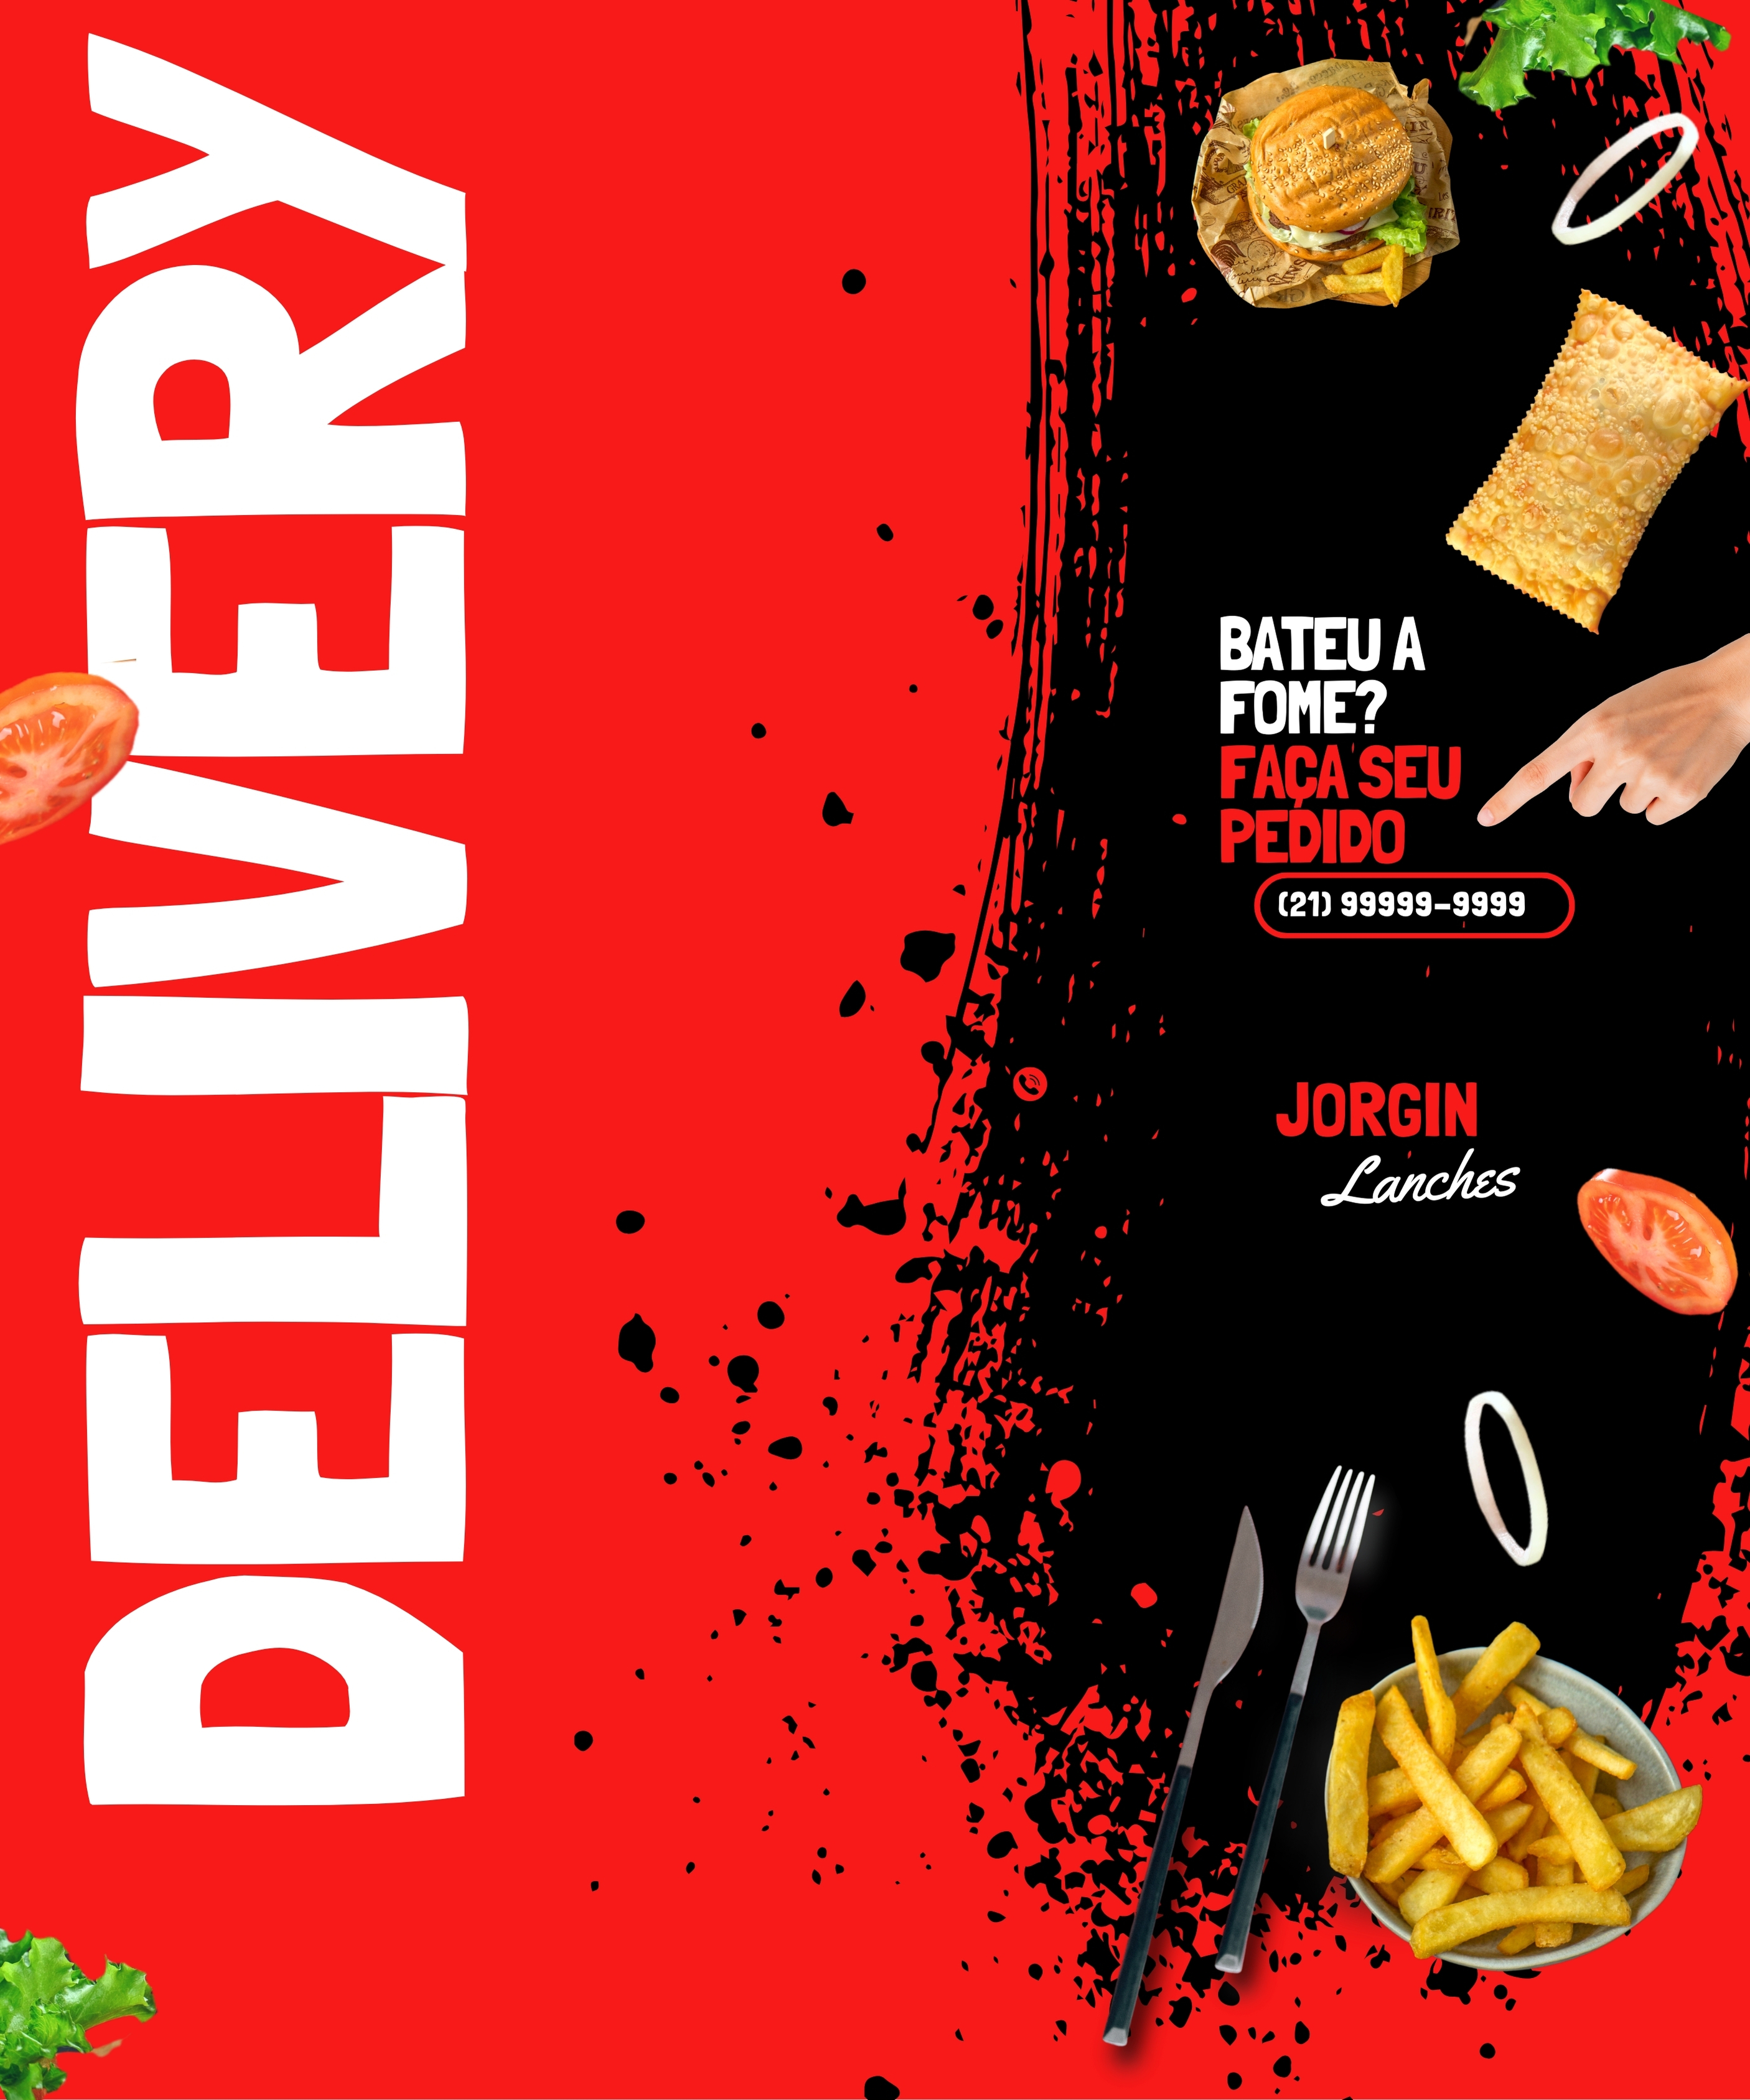 DELIVERY
BATEU A
FOME?
FAÇA SEU
PEDIDO
(21) 99999-9999
JORGIN
Lanches